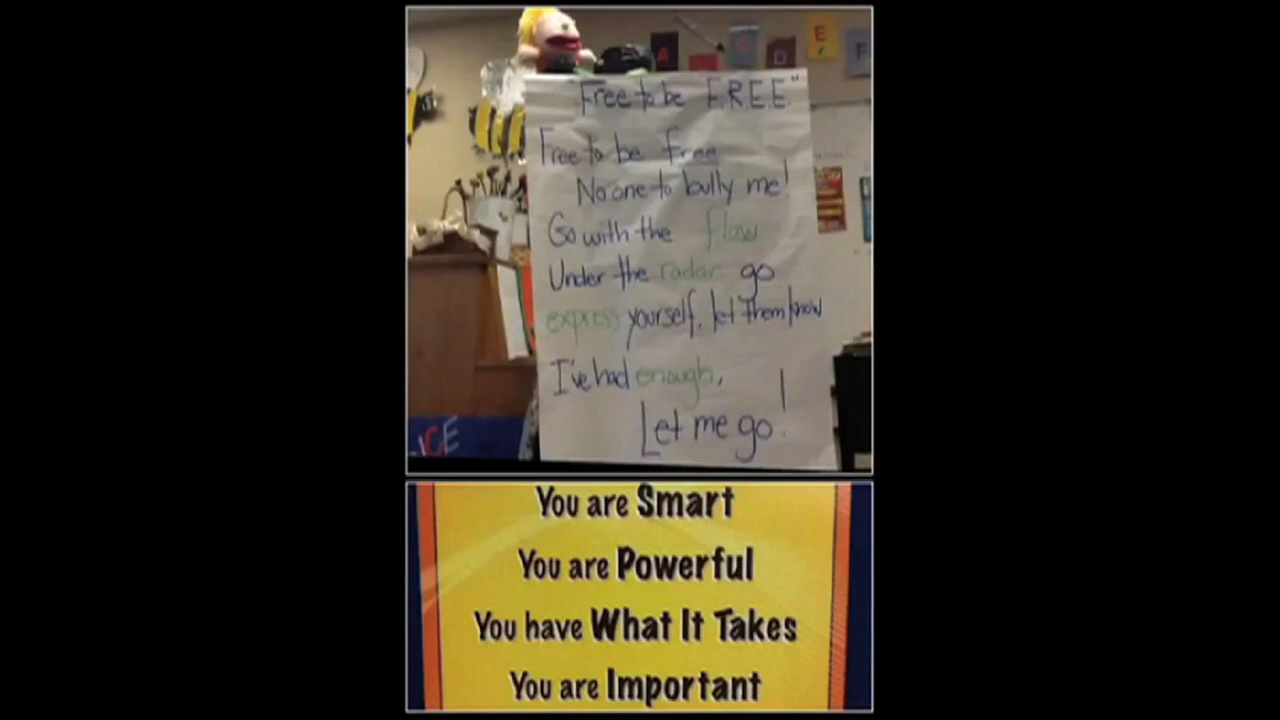 A
C
D
E
F
"Free to be F.R.E.E."
Free to be free
No one to bully me!
Go with the flow
Under the radar go
express yourself, let them know
I've had enough,
Let me go!
ICE
You are Smart
You are Powerful
You have What It Takes
You are Important